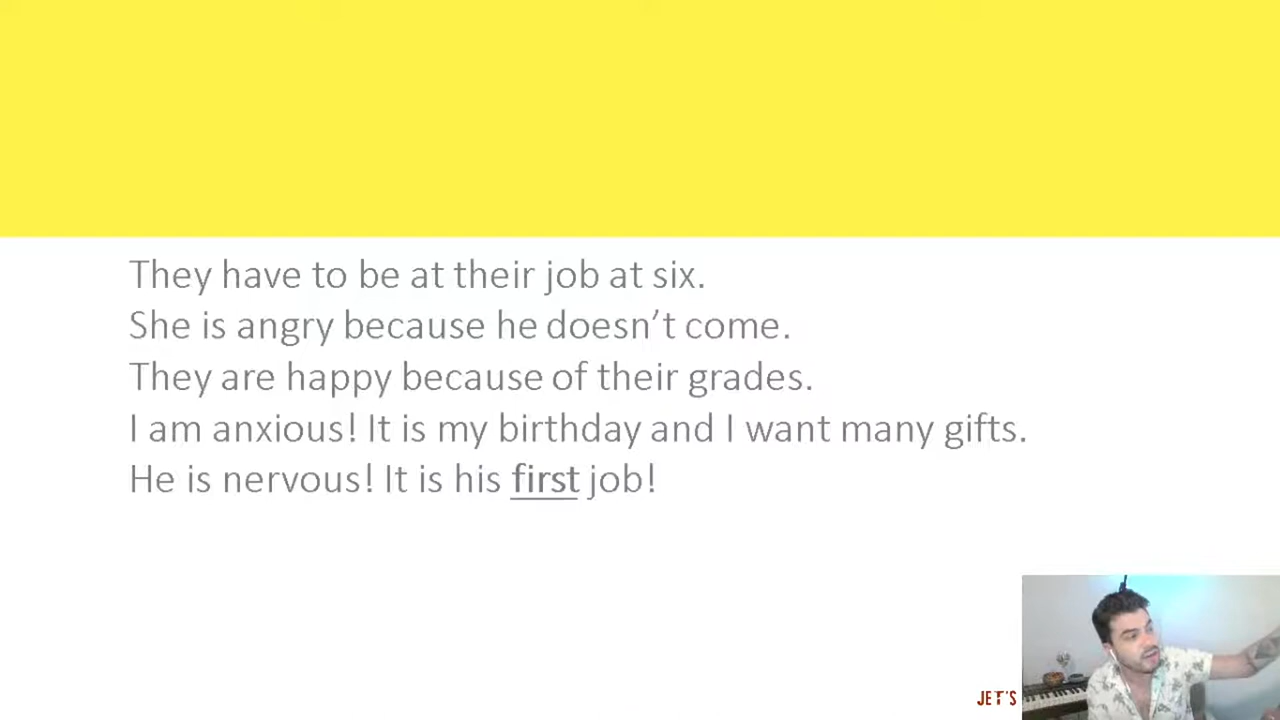 They have to be at their job at six.
She is angry because he doesn’t come.
They are happy because of their grades.
I am anxious! It is my birthday and I want many gifts.
He is nervous! It is his first job!
JET'S